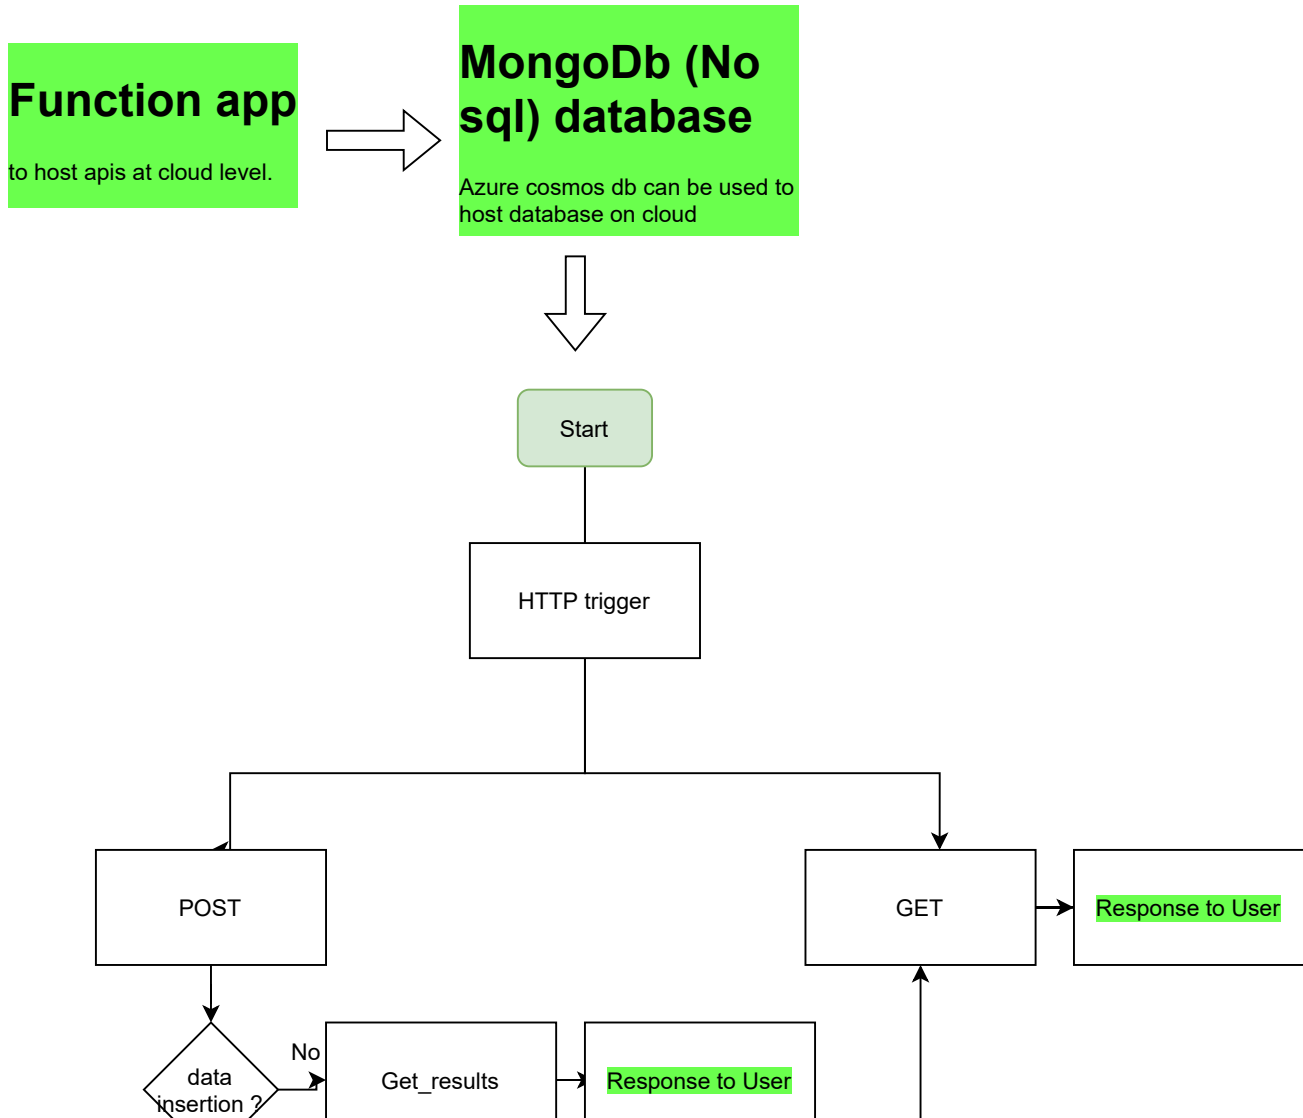 Function app
to host apis at cloud level.
MongoDb (No
sql) database
Azure cosmos db can be used to
host database on cloud
Start
HTTP trigger
POST
GET
Response to User
No
data
insertion ?
Get_results
Response to User